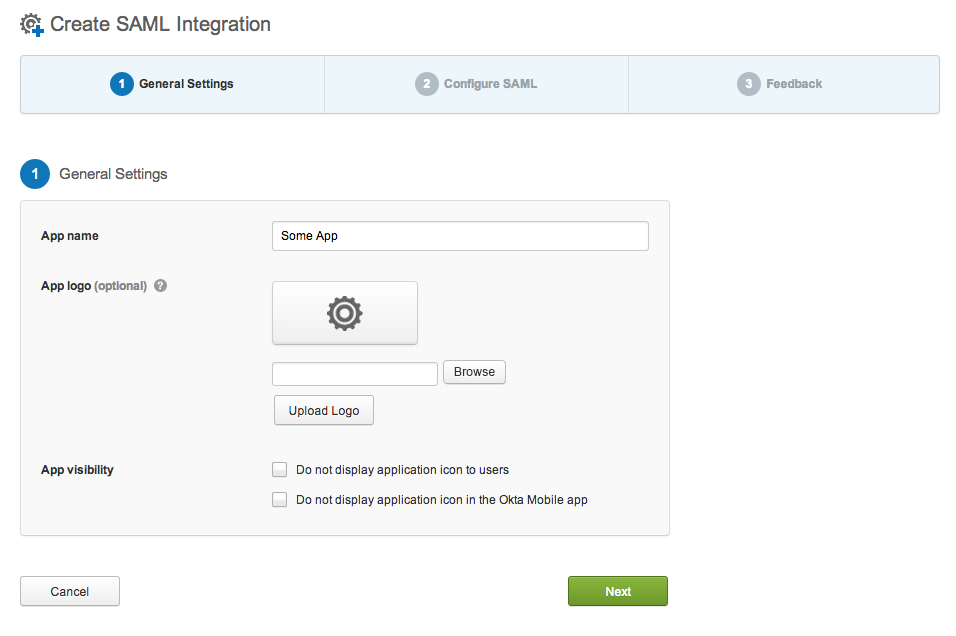 Create SAML Integration
1 General Settings
2 Configure SAML
3 Feedback
1 General Settings
App name
Some App
App logo (optional) ?
Browse
Upload Logo
App visibility
Do not display application icon to users
Do not display application icon in the Okta Mobile app
Cancel
Next